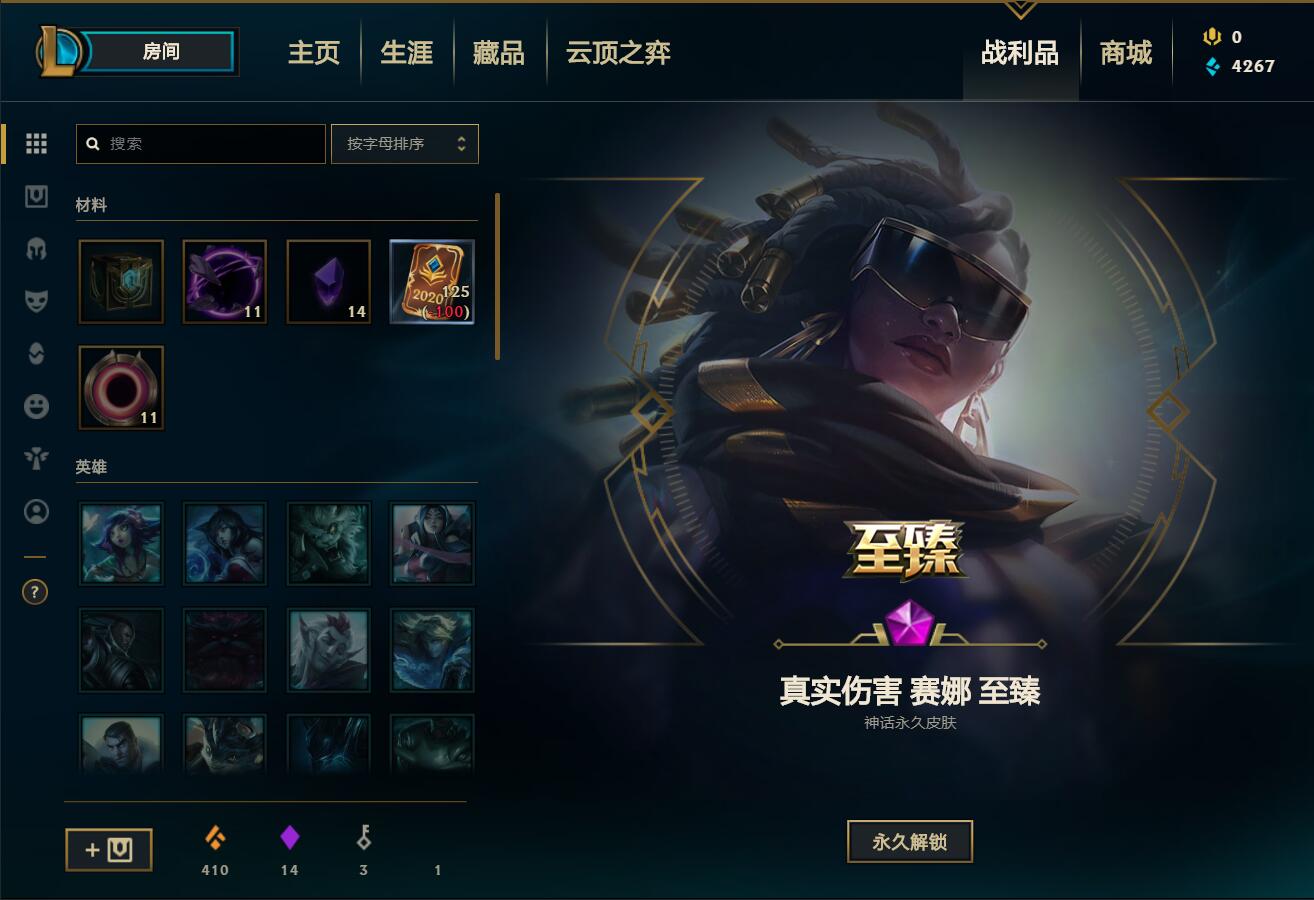 房间
主页
生涯
藏品
云顶之弈
战利品
商城
0
4267
搜索
按字母排序
材料
11
14
2020
125
(-100)
11
英雄
至臻
真实伤害 赛娜 至臻
神话永久皮肤
?
+
410
14
3
1
永久解锁